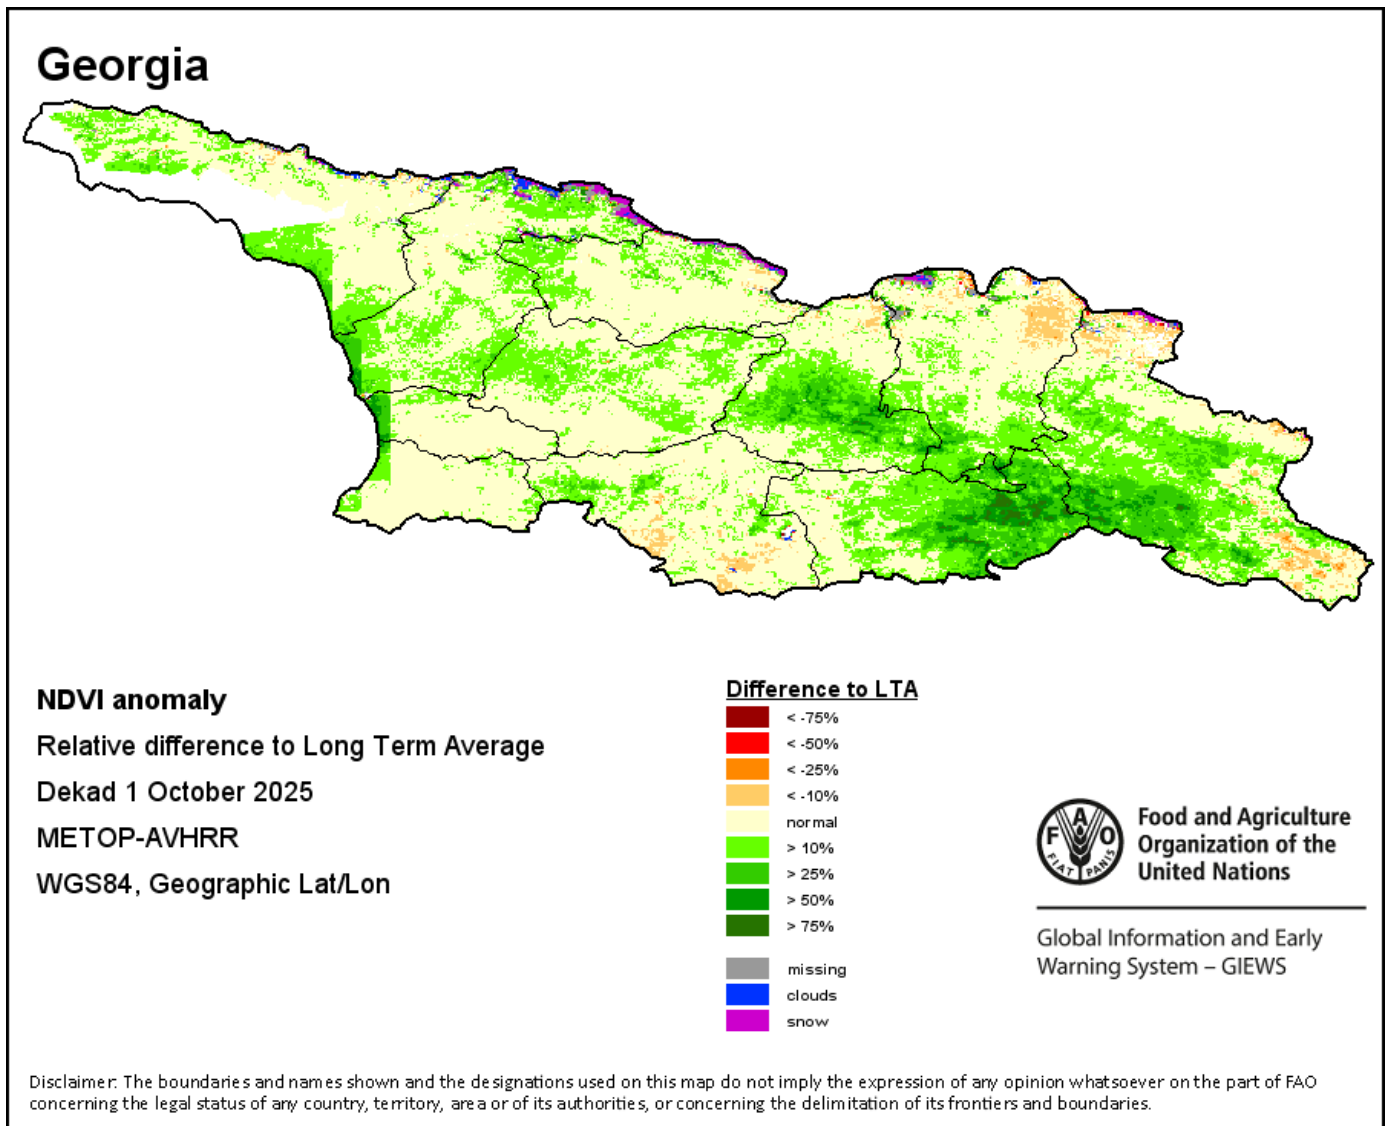 Georgia
NDVI anomaly
Relative difference to Long Term Average
Dekad 1 October 2025
METOP-AVHRR
WGS84, Geographic Lat/Lon
Difference to LTA
< -75%
< -50%
< -25%
< -10%
normal
> 10%
> 25%
> 50%
> 75%
missing
clouds
snow
F A O
FIAT PANIS
Food and Agriculture
Organization of the
United Nations
Global Information and Early
Warning System – GIEWS
Disclaimer: The boundaries and names shown and the designations used on this map do not imply the expression of any opinion whatsoever on the part of FAO
concerning the legal status of any country, territory, area or of its authorities, or concerning the delimitation of its frontiers and boundaries.